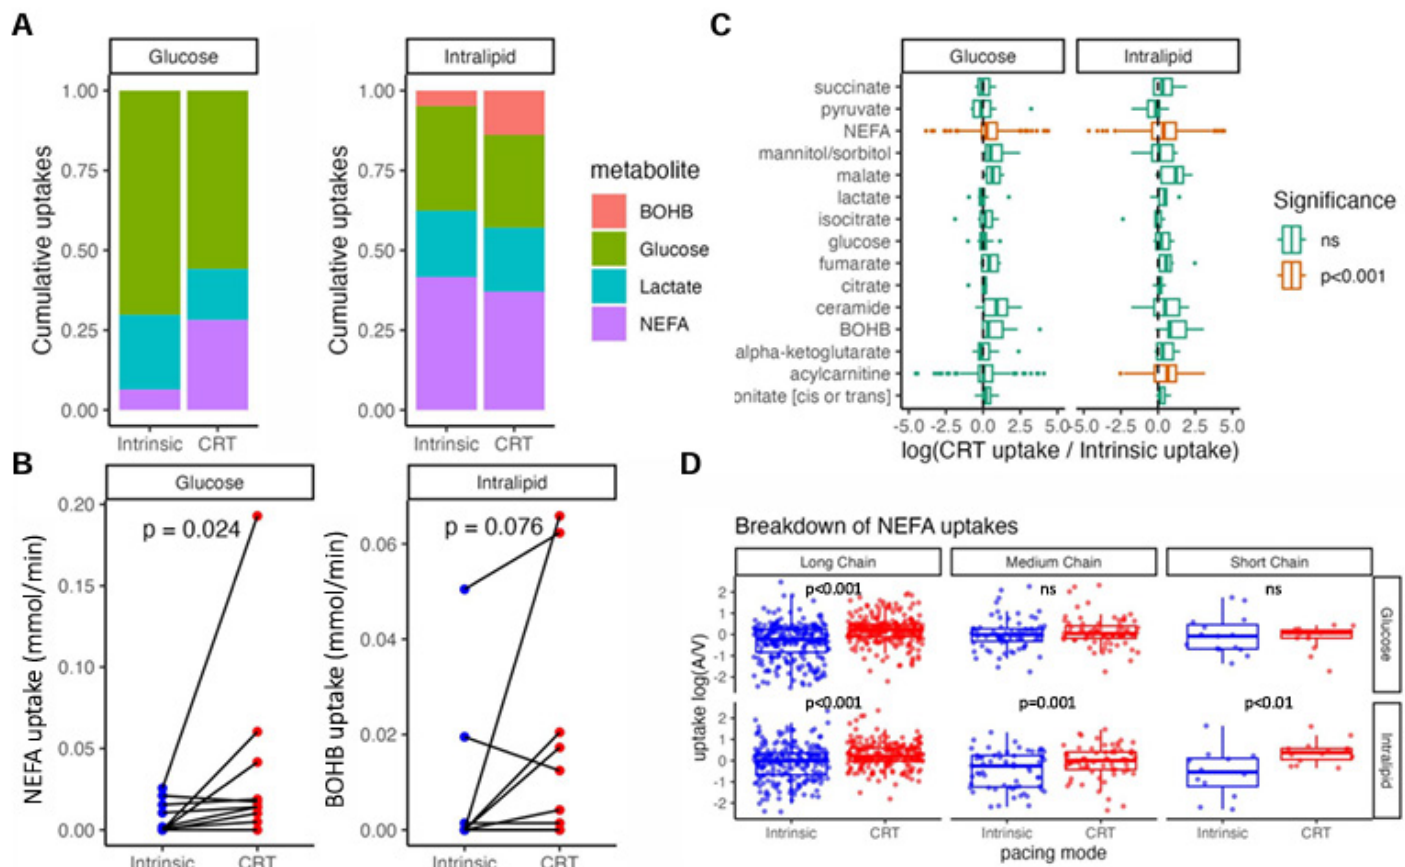 A
Glucose
Intralipid
Cumulative uptakes
1.00
0.75
0.50
0.25
0.00
Intrinsic CRT
Cumulative uptakes
1.00
0.75
0.50
0.25
0.00
Intrinsic CRT
metabolite
BOHB
Glucose
Lactate
NEFA
B
Glucose
p = 0.024
NEFA uptake (mmol/min)
0.20
0.15
0.10
0.05
0.00
Intrinsic CRT
Intralipid
p = 0.076
BOHB uptake (mmol/min)
0.06
0.04
0.02
0.00
Intrinsic CRT
C
Glucose
Intralipid
succinate
pyruvate
NEFA
mannitol/sorbitol
malate
lactate
isocitrate
glucose
fumarate
citrate
ceramide
BOHB
alpha-ketoglutarate
acylcarnitine
onitate [cis or trans]
-5.0 -2.5 0.0 2.5 5.0 -5.0 -2.5 0.0 2.5 5.0
log(CRT uptake / Intrinsic uptake)
Significance
ns
p<0.001
D
Breakdown of NEFA uptakes
Long Chain
Medium Chain
Short Chain
p<0.001
ns
ns
Glucose
2
1
0
-1
-2
uptake log(A/V)
p<0.001
p=0.001
p<0.01
Intralipid
2
1
0
-1
-2
Intrinsic CRT Intrinsic CRT Intrinsic CRT
pacing mode